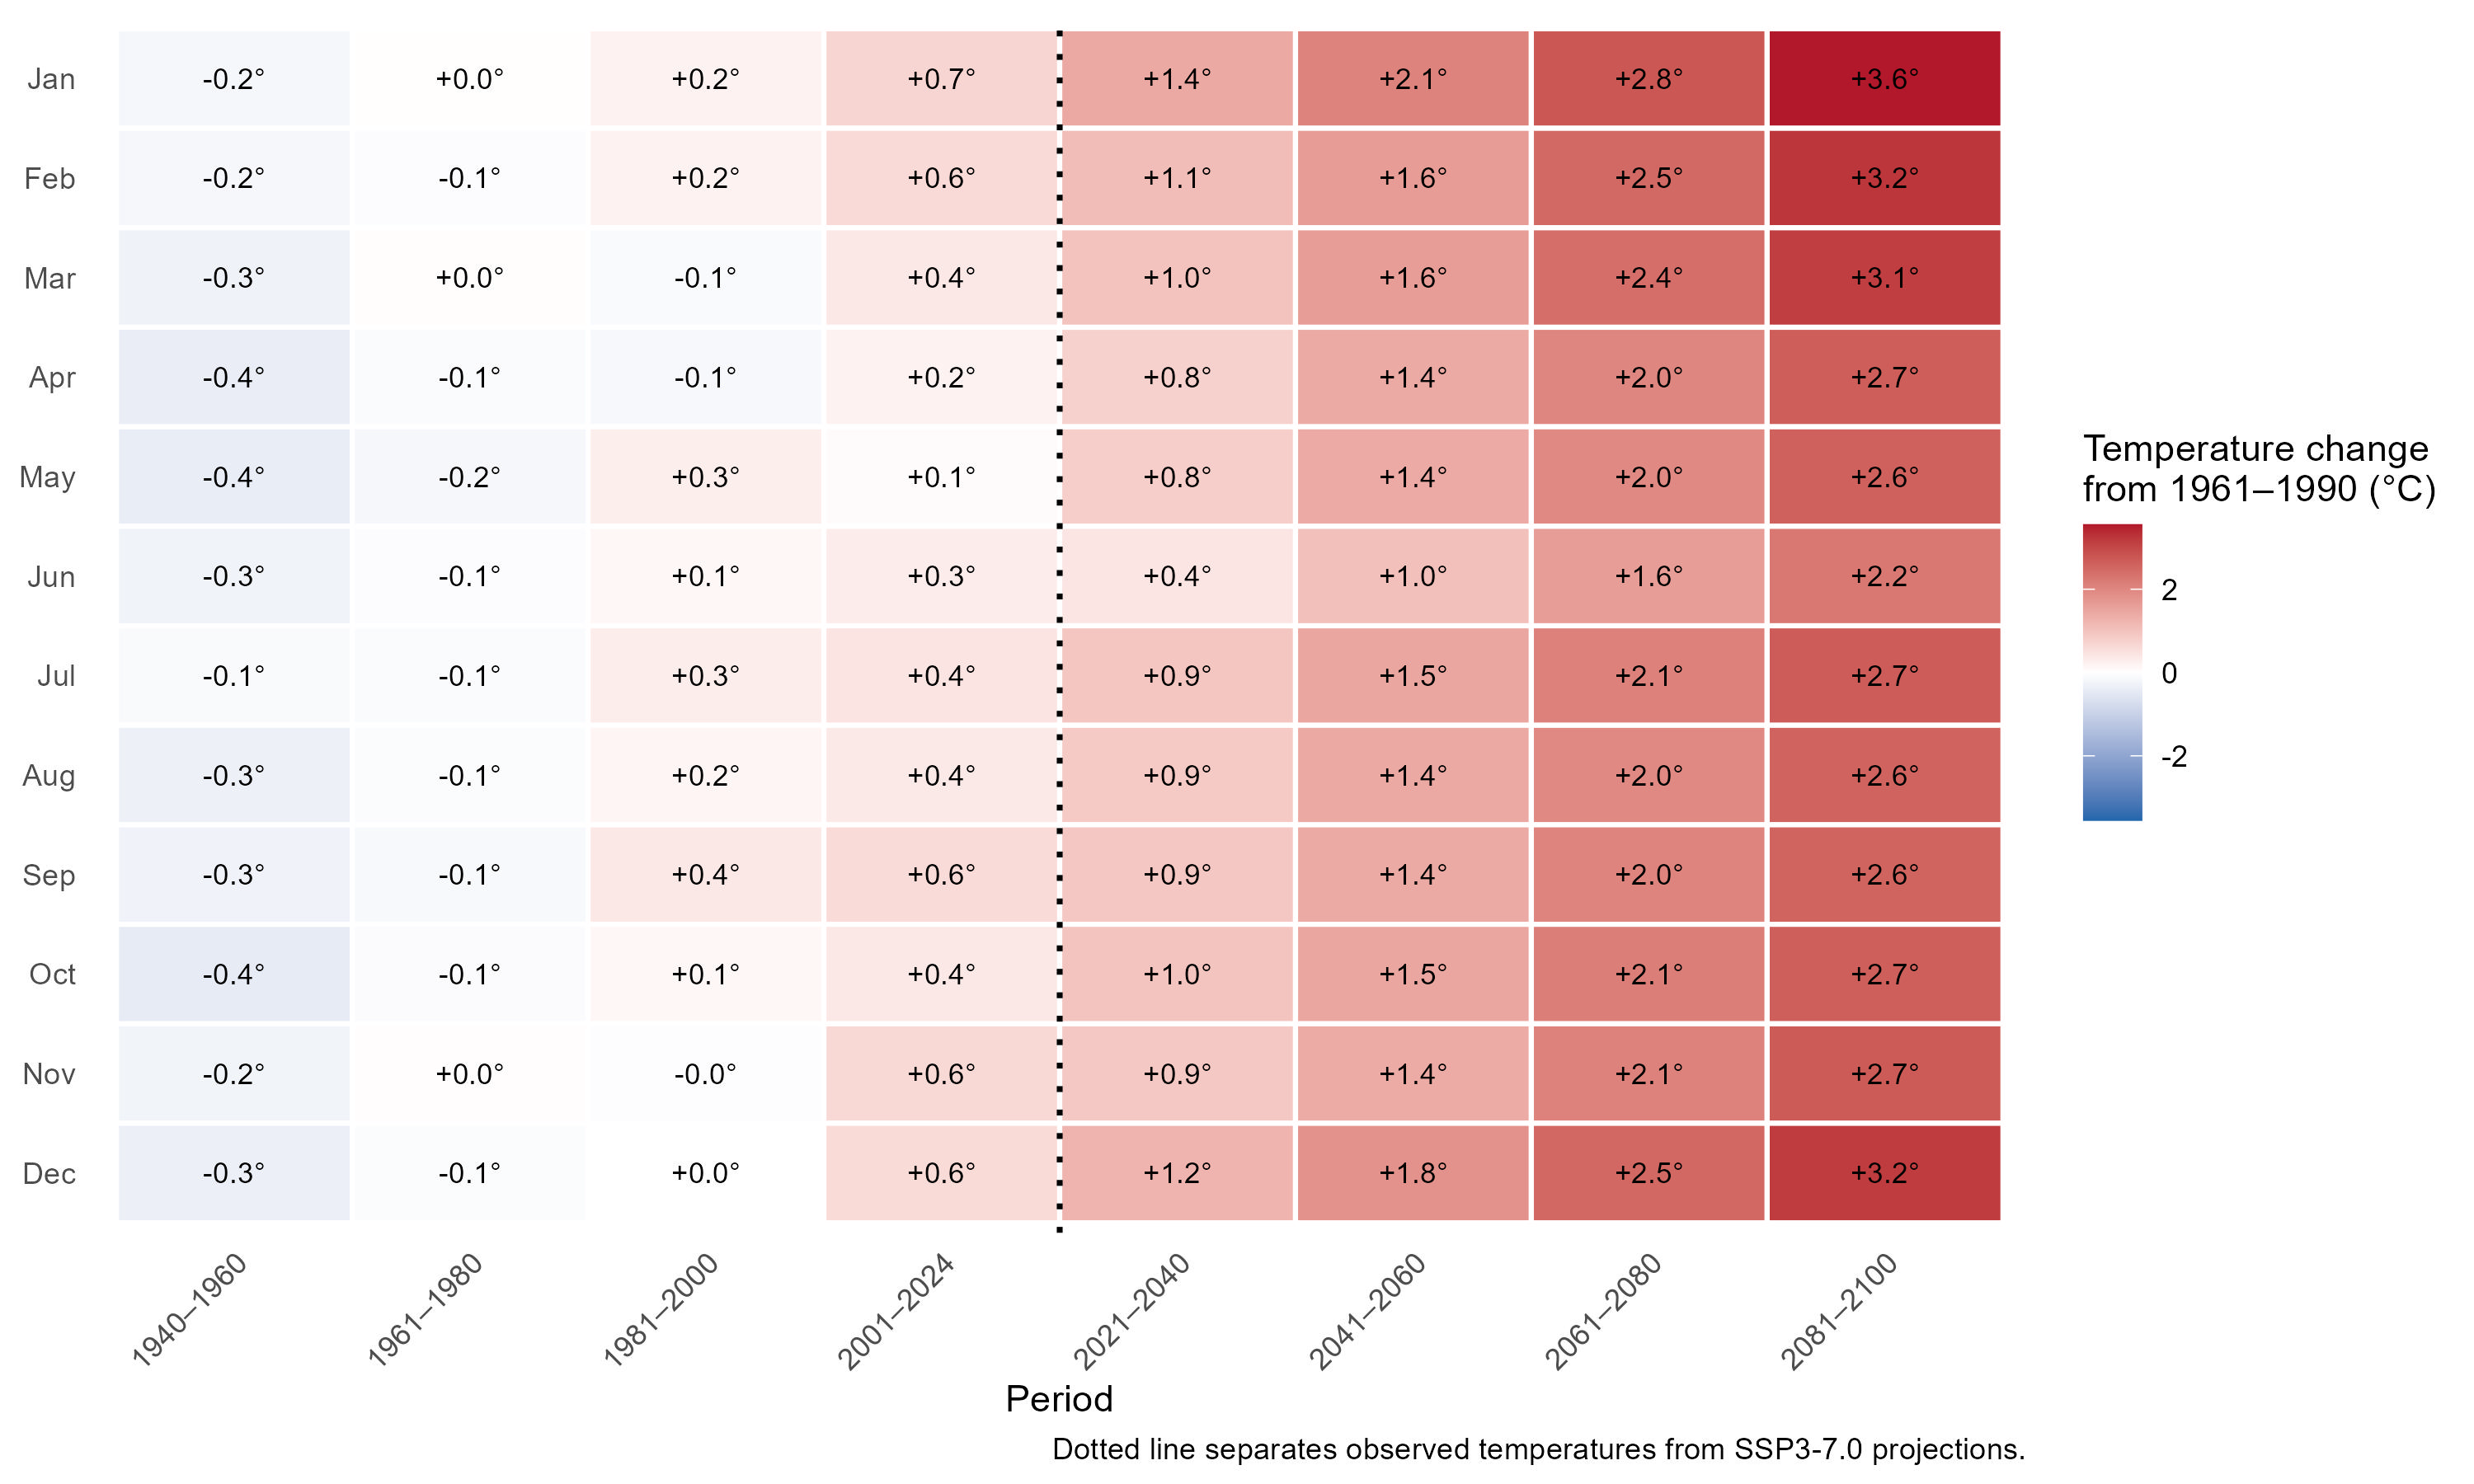 Jan -0.2° +0.0° +0.2° +0.7° +1.4° +2.1° +2.8° +3.6°
Feb -0.2° -0.1° +0.2° +0.6° +1.1° +1.6° +2.5° +3.2°
Mar -0.3° +0.0° -0.1° +0.4° +1.0° +1.6° +2.4° +3.1°
Apr -0.4° -0.1° -0.1° +0.2° +0.8° +1.4° +2.0° +2.7°
May -0.4° -0.2° +0.3° +0.1° +0.8° +1.4° +2.0° +2.6°
Jun -0.3° -0.1° +0.1° +0.3° +0.4° +1.0° +1.6° +2.2°
Jul -0.1° -0.1° +0.3° +0.4° +0.9° +1.5° +2.1° +2.7°
Aug -0.3° -0.1° +0.2° +0.4° +0.9° +1.4° +2.0° +2.6°
Sep -0.3° -0.1° +0.4° +0.6° +0.9° +1.4° +2.0° +2.6°
Oct -0.4° -0.1° +0.1° +0.4° +1.0° +1.5° +2.1° +2.7°
Nov -0.2° +0.0° -0.0° +0.6° +0.9° +1.4° +2.1° +2.7°
Dec -0.3° -0.1° +0.0° +0.6° +1.2° +1.8° +2.5° +3.2°
1940–1960 1961–1980 1981–2000 2001–2024 2021–2040 2041–2060 2061–2080 2081–2100
Period
Temperature change
from 1961–1990 (°C)
2
0
-2
Dotted line separates observed temperatures from SSP3-7.0 projections.